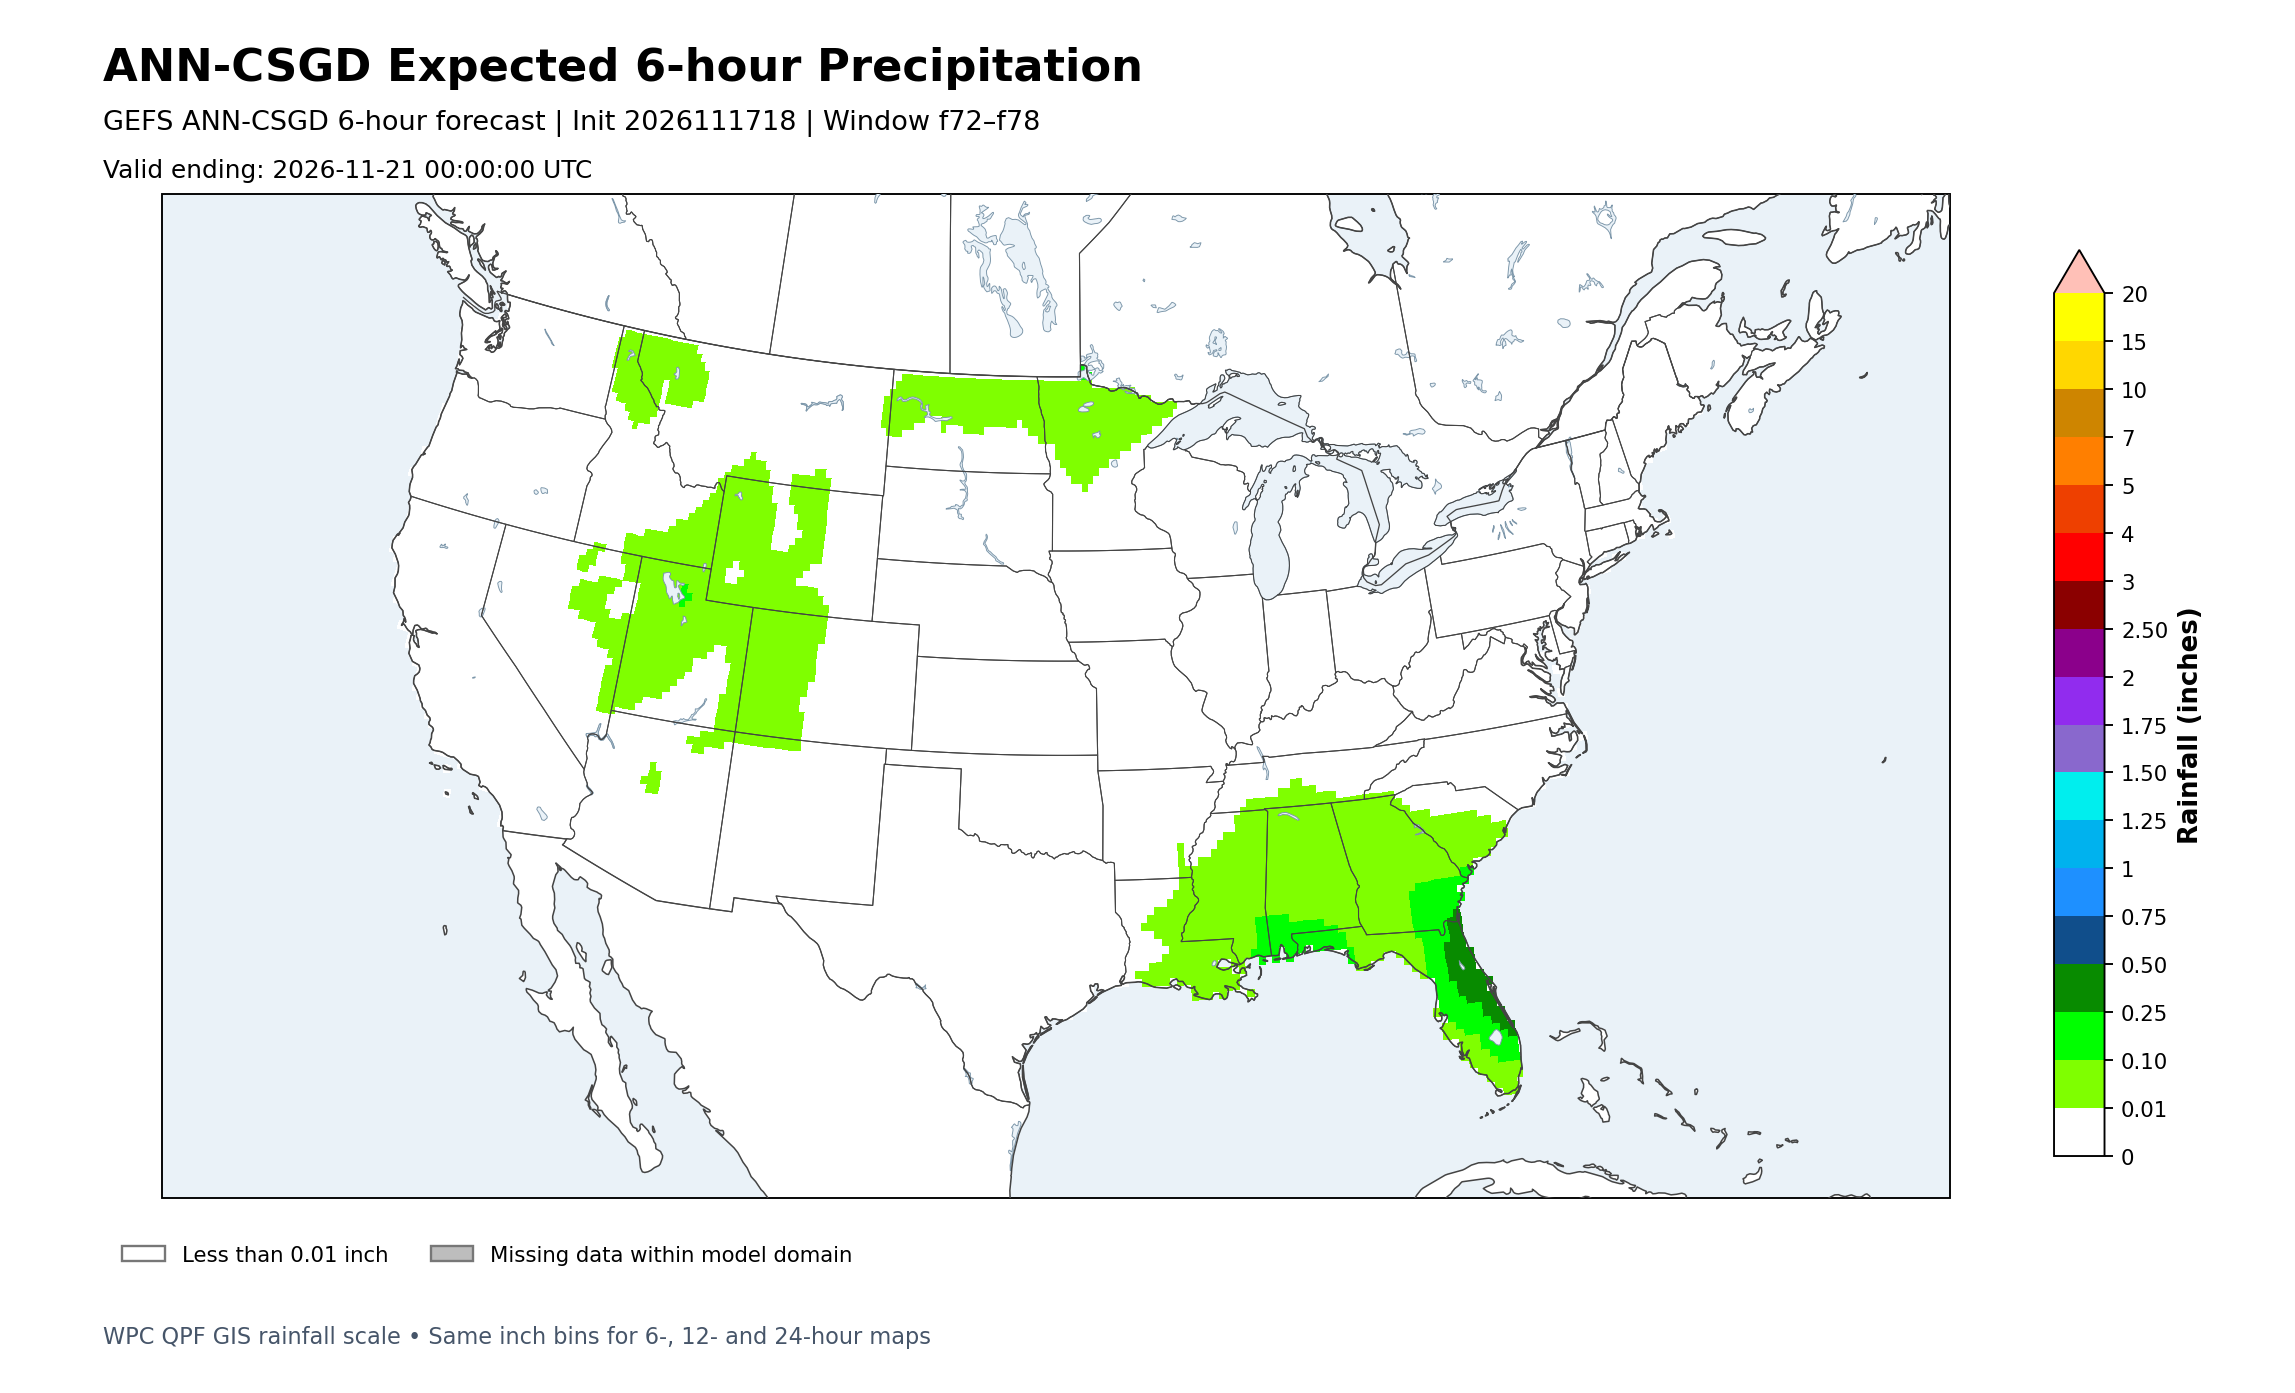 ANN-CSGD Expected 6-hour Precipitation
GEFS ANN-CSGD 6-hour forecast | Init 2026111718 | Window f72–f78
Valid ending: 2026-11-21 00:00:00 UTC
20
15
10
7
5
4
3
2.50
2
1.75
1.50
1.25
1
0.75
0.50
0.25
0.10
0.01
0
Rainfall (inches)
Less than 0.01 inch
Missing data within model domain
WPC QPF GIS rainfall scale • Same inch bins for 6-, 12- and 24-hour maps